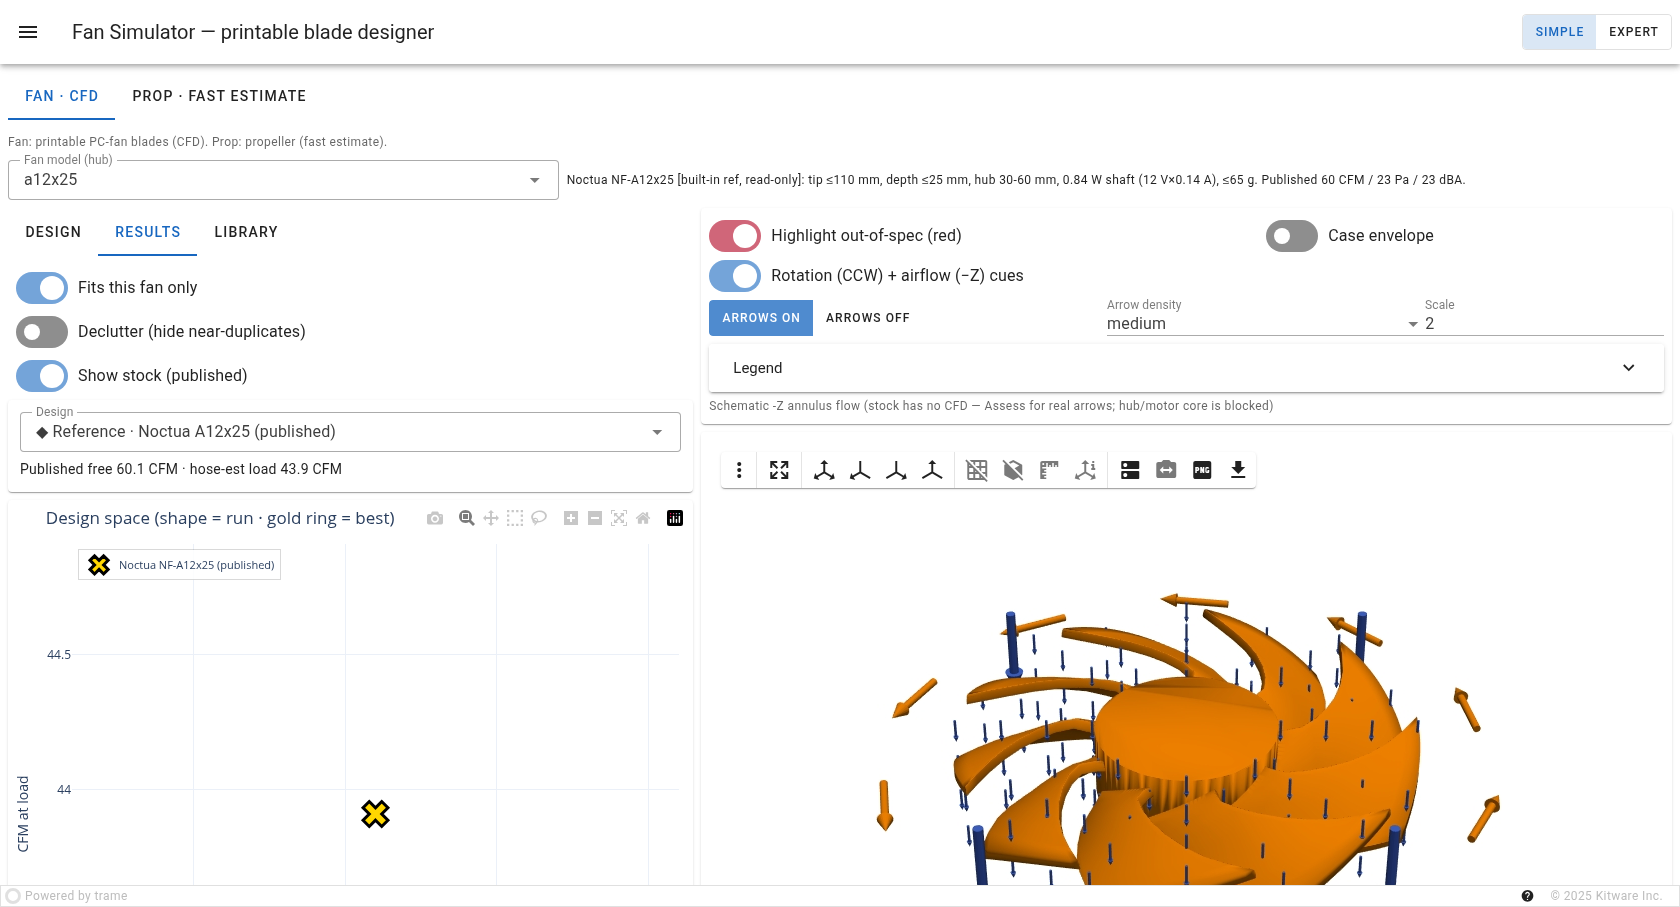 Fan Simulator — printable blade designer
SIMPLE
EXPERT
FAN · CFD
PROP · FAST ESTIMATE
Fan: printable PC-fan blades (CFD). Prop: propeller (fast estimate).
Fan model (hub)
a12x25
Noctua NF-A12x25 [built-in ref, read-only]: tip ≤110 mm, depth ≤25 mm, hub 30-60 mm, 0.84 W shaft (12 V×0.14 A), ≤65 g. Published 60 CFM / 23 Pa / 23 dBA.
DESIGN
RESULTS
LIBRARY
Fits this fan only
Declutter (hide near-duplicates)
Show stock (published)
Design
◆ Reference · Noctua A12x25 (published)
Published free 60.1 CFM · hose-est load 43.9 CFM
Design space (shape = run · gold ring = best)
Noctua NF-A12x25 (published)
44.5
44
CFM at load
Highlight out-of-spec (red)
Case envelope
Rotation (CCW) + airflow (−Z) cues
ARROWS ON
ARROWS OFF
Arrow density
medium
Scale
2
Legend
Schematic -Z annulus flow (stock has no CFD — Assess for real arrows; hub/motor core is blocked)
PNG
Powered by trame
© 2025 Kitware Inc.